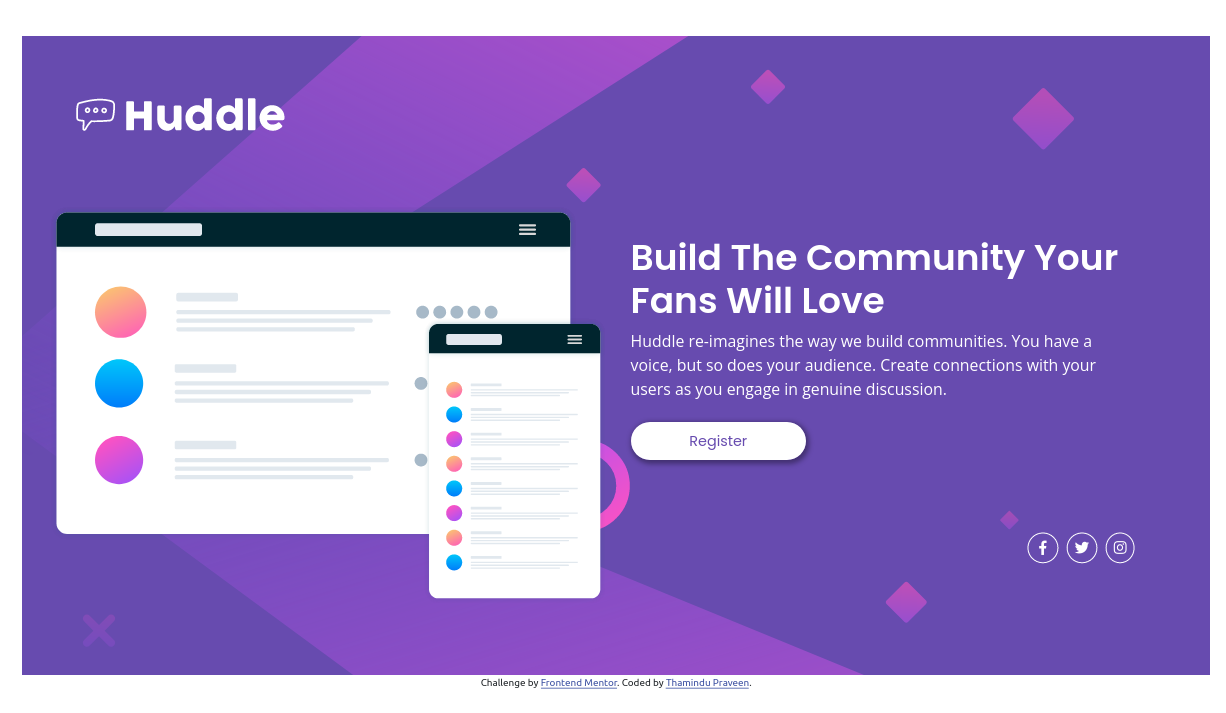 Huddle
Build The Community Your
Fans Will Love
Huddle re-imagines the way we build communities. You have a
voice, but so does your audience. Create connections with your
users as you engage in genuine discussion.
Register
Challenge by Frontend Mentor. Coded by Thamindu Praveen.